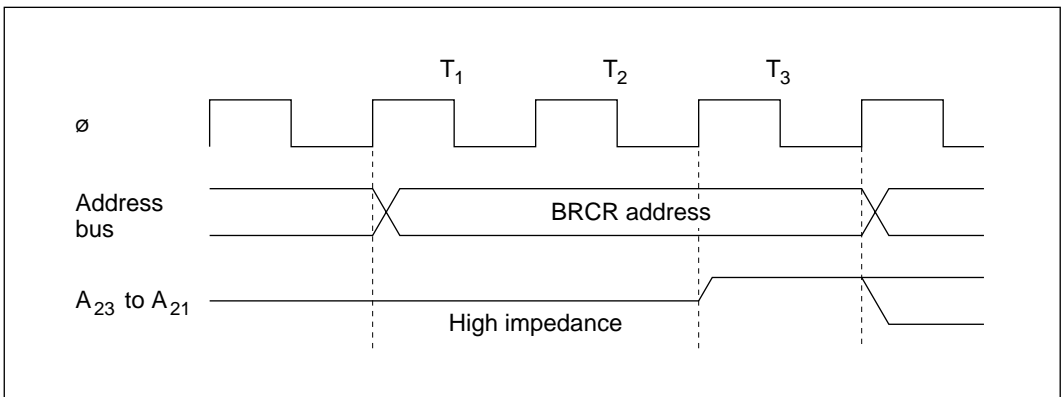 T1 T2 T3
ø
Address
bus
BRCR address
A23 to A21
High impedance